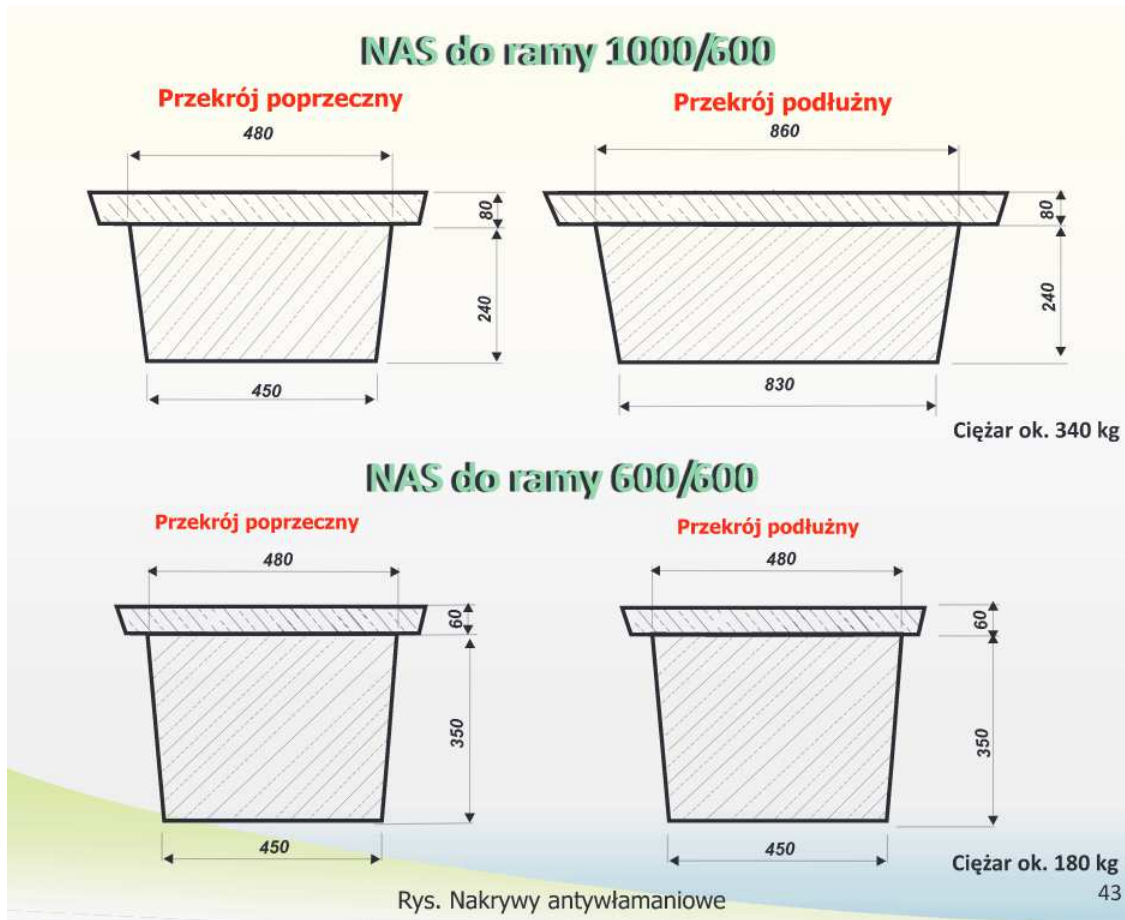 NAS do ramy 1000/600
Przekrój poprzeczny
Przekrój podłużny
480
860
80
80
240
240
450
830
Ciężar ok. 340 kg
NAS do ramy 600/600
Przekrój poprzeczny
Przekrój podłużny
480
480
60
60
350
350
450
450
Ciężar ok. 180 kg
Rys. Nakrywy antywłamaniowe
43